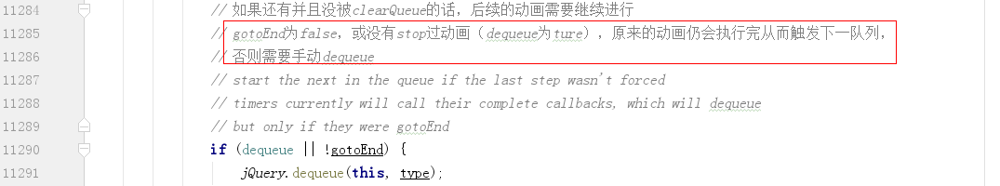 11284 // 如果还有并且没被clearQueue的话，后续的动画需要继续进行
11285 // gotoEnd为false，或没有stop过动画（dequeue为ture），原来的动画仍会执行完从而触发下一队列，
11286 // 否则需要手动dequeue
11287 // start the next in the queue if the last step wasn't forced
11288 // timers currently will call their complete callbacks, which will dequeue
11289 // but only if they were gotoEnd
11290 if (dequeue || !gotoEnd) {
11291 jQuery.dequeue(this, type);